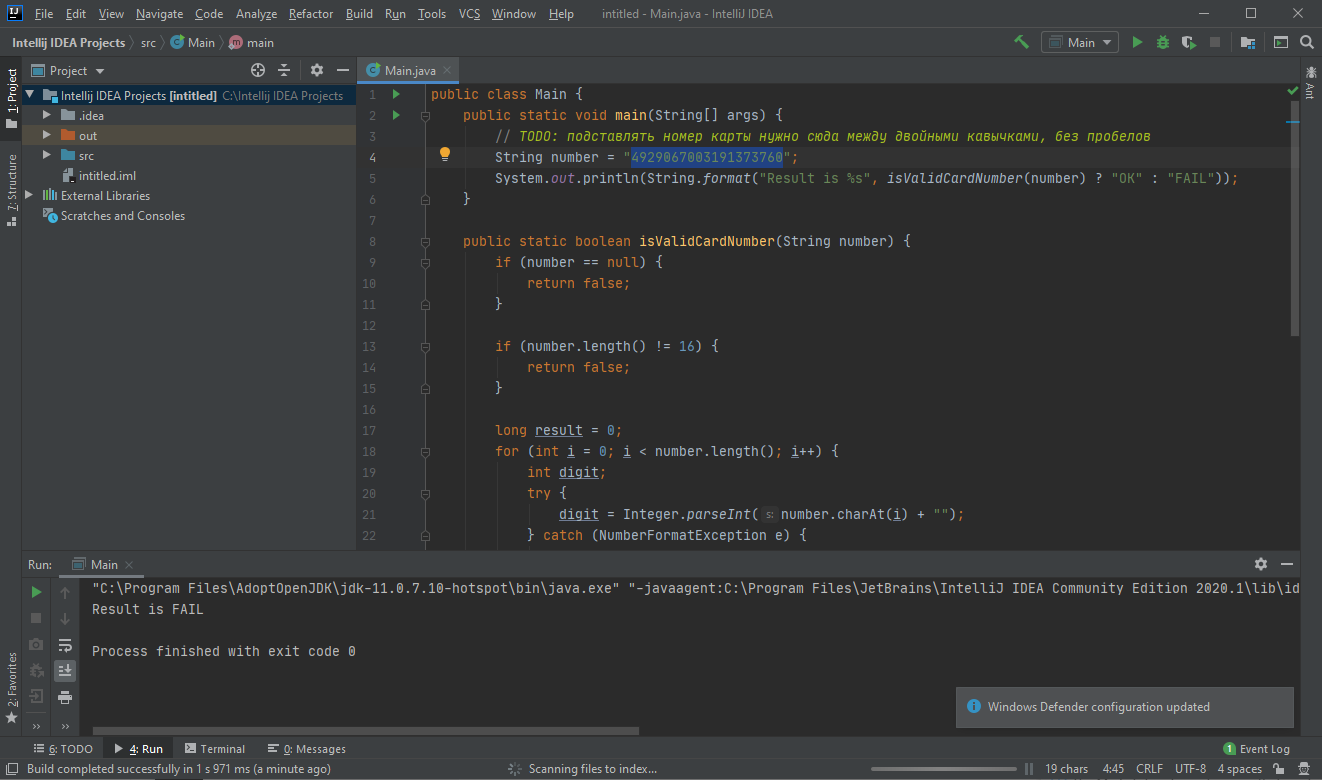 File Edit View Navigate Code Analyze Refactor Build Run Tools VCS Window Help intitled - Main.java - IntelliJ IDEA
Intellij IDEA Projects src Main main
Main
1: Project
Project
Main.java
Ant
Intellij IDEA Projects [intitled] C:\Intellij IDEA Projects
.idea
out
src
intitled.iml
External Libraries
Scratches and Consoles
7: Structure
1 public class Main {
2 public static void main(String[] args) {
3 // TODO: подставлять номер карты нужно сюда между двойными кавычками, без пробелов
4 String number = "4929067003191373760";
5 System.out.println(String.format("Result is %s", isValidCardNumber(number) ? "OK" : "FAIL"));
6 }
7
8 public static boolean isValidCardNumber(String number) {
9 if (number == null) {
10 return false;
11 }
12
13 if (number.length() != 16) {
14 return false;
15 }
16
17 long result = 0;
18 for (int i = 0; i < number.length(); i++) {
19 int digit;
20 try {
21 digit = Integer.parseInt( s: number.charAt(i) + "");
22 } catch (NumberFormatException e) {
Run: Main
"C:\Program Files\AdoptOpenJDK\jdk-11.0.7.10-hotspot\bin\java.exe" "-javaagent:C:\Program Files\JetBrains\IntelliJ IDEA Community Edition 2020.1\lib\id
Result is FAIL
Process finished with exit code 0
2: Favorites
Windows Defender configuration updated
6: TODO 4: Run Terminal 0: Messages 1 Event Log
Build completed successfully in 1 s 971 ms (a minute ago) Scanning files to index... 19 chars 4:45 CRLF UTF-8 4 spaces